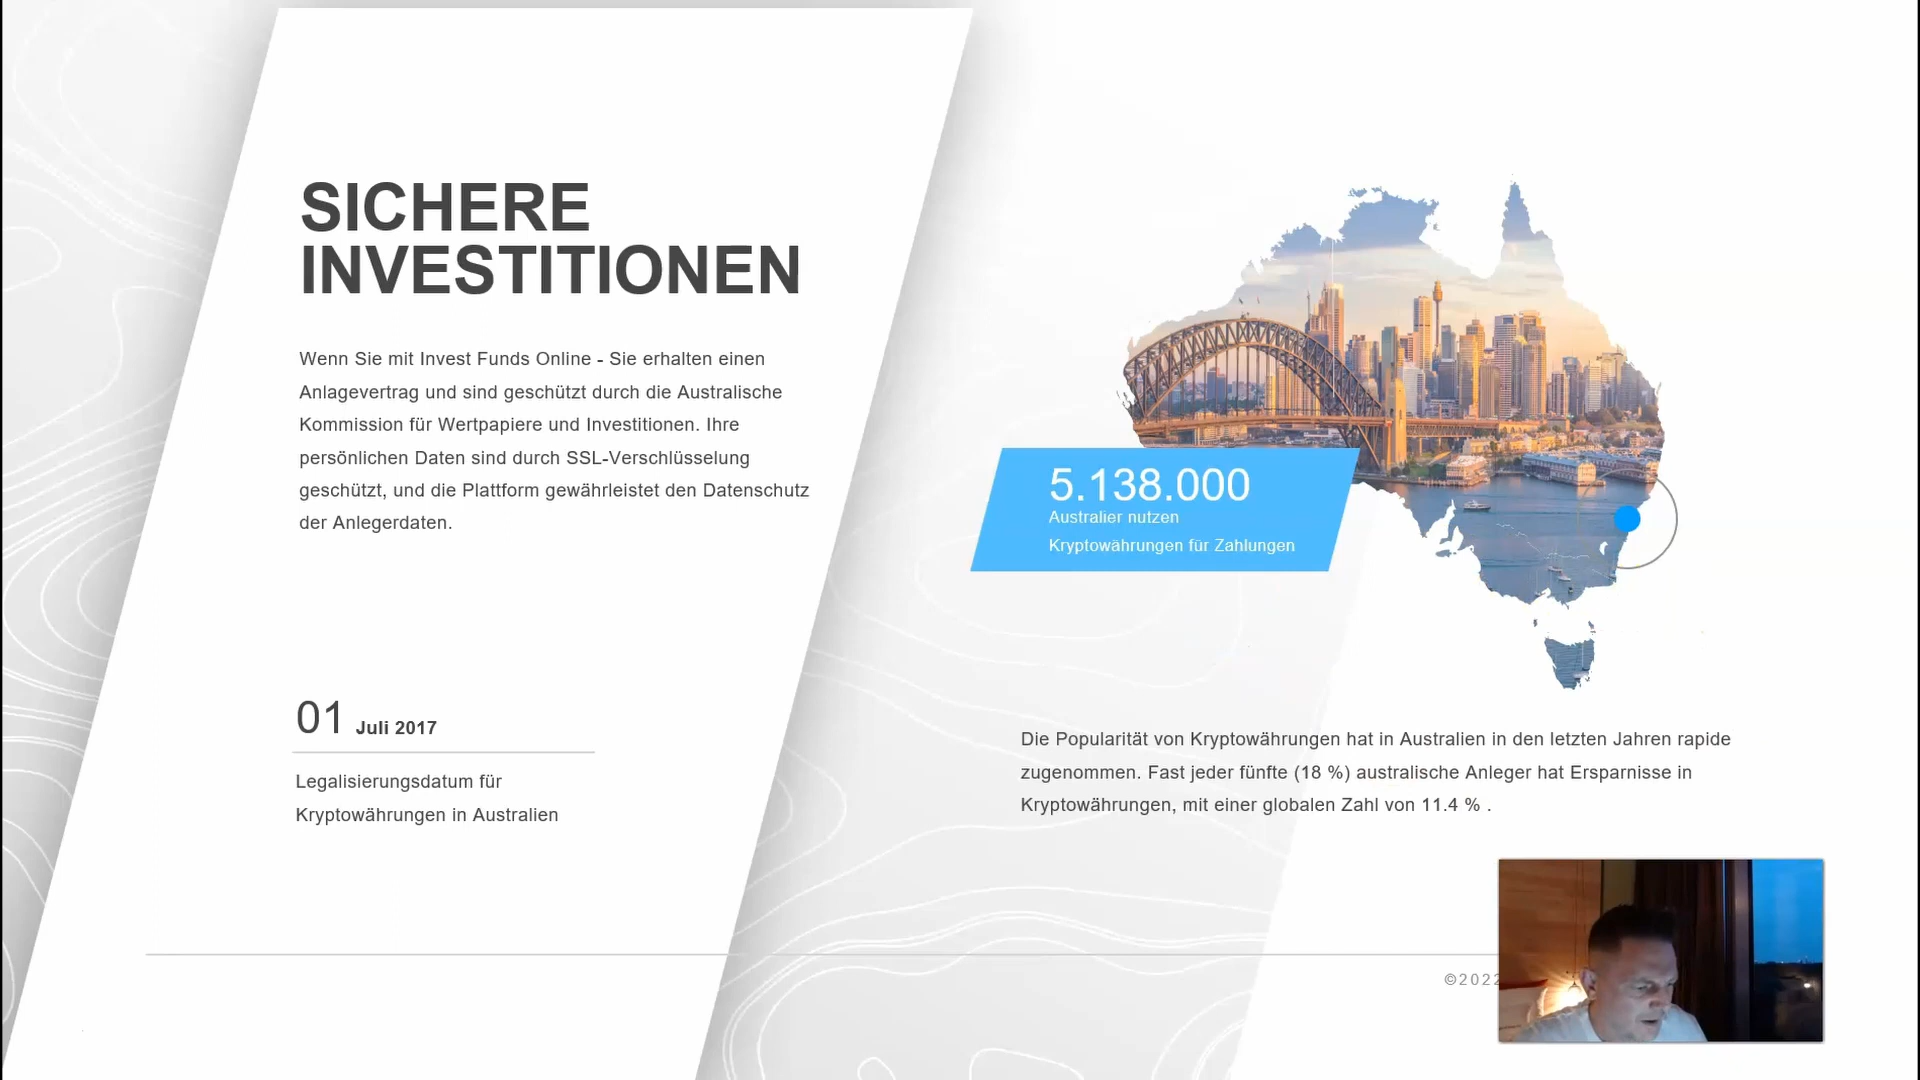 SICHERE
INVESTITIONEN
Wenn Sie mit Invest Funds Online - Sie erhalten einen
Anlagevertrag und sind geschützt durch die Australische
Kommission für Wertpapiere und Investitionen. Ihre
persönlichen Daten sind durch SSL-Verschlüsselung
geschützt, und die Plattform gewährleistet den Datenschutz
der Anlegerdaten.
01 Juli 2017
Legalisierungsdatum für
Kryptowährungen in Australien
5.138.000
Australier nutzen
Kryptowährungen für Zahlungen
Die Popularität von Kryptowährungen hat in Australien in den letzten Jahren rapide
zugenommen. Fast jeder fünfte (18 %) australische Anleger hat Ersparnisse in
Kryptowährungen, mit einer globalen Zahl von 11.4 % .
©2022